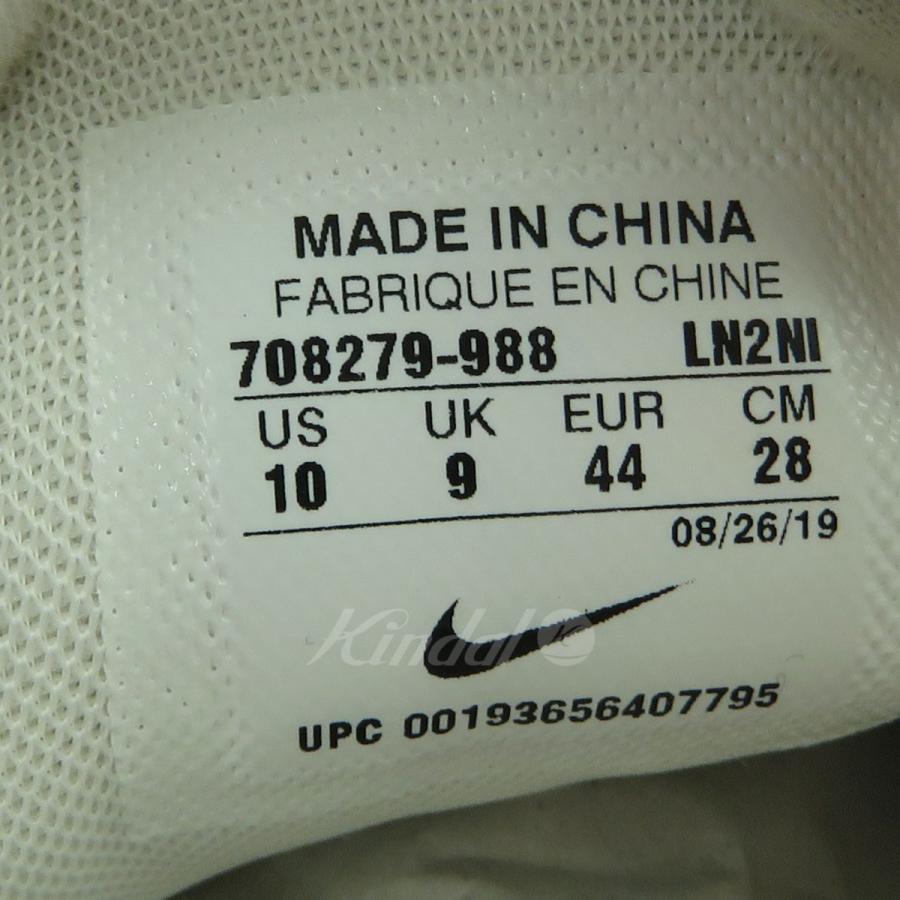 MADE IN CHINA
FABRIQUE EN CHINE
708279-988 LN2NI
US UK EUR CM
10 9 44 28
08/26/19
Kindal
UPC 00193656407795